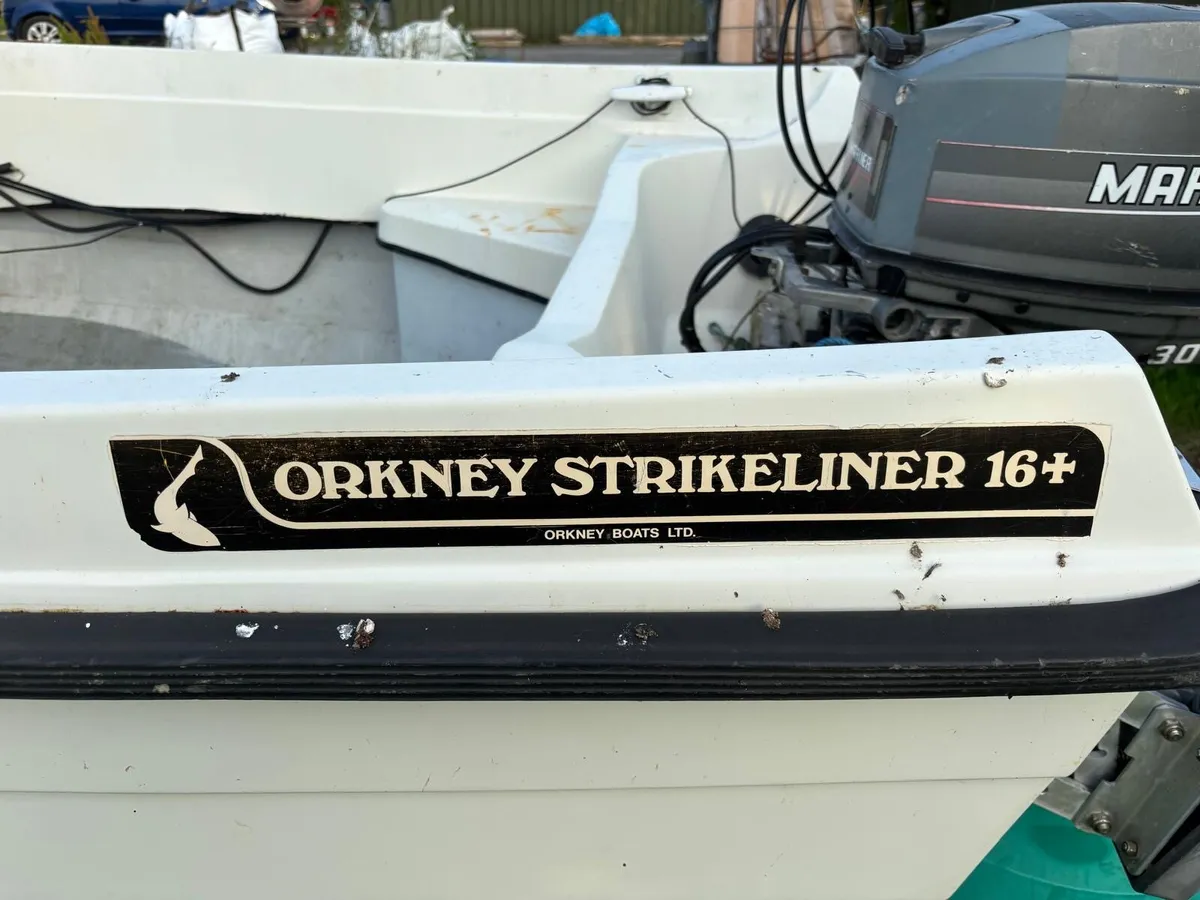 MAR
30
ORKNEY STRIKELINER 16+
ORKNEY BOATS LTD.